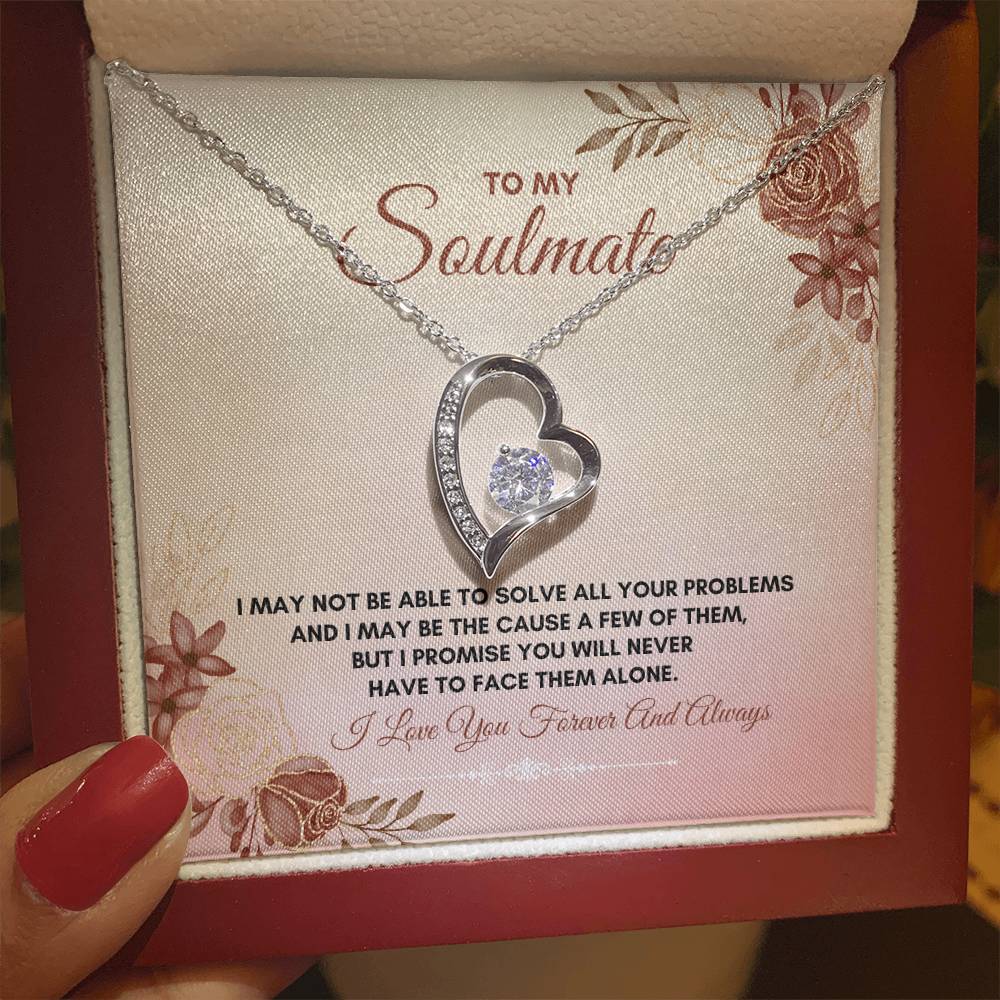 TO MY
Soulmate
I MAY NOT BE ABLE TO SOLVE ALL YOUR PROBLEMS
AND I MAY BE THE CAUSE A FEW OF THEM,
BUT I PROMISE YOU WILL NEVER
HAVE TO FACE THEM ALONE.
I Love You Forever And Always